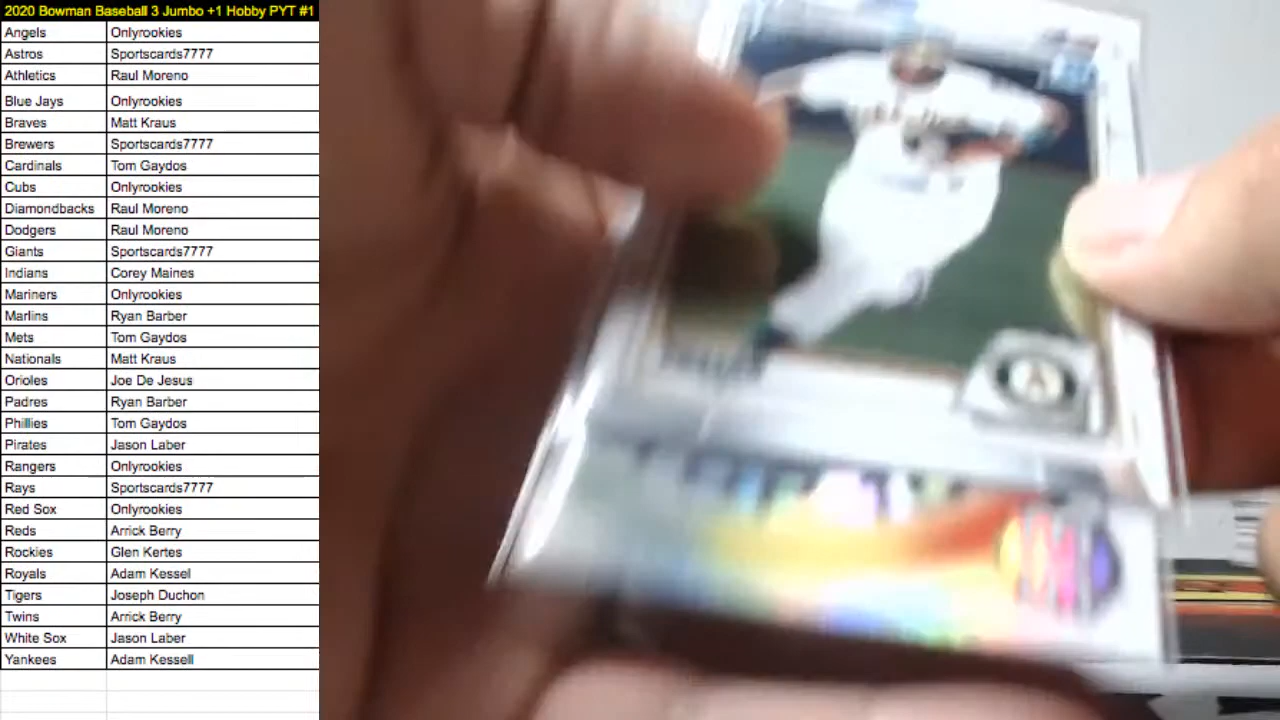 2020 Bowman Baseball 3 Jumbo +1 Hobby PYT #1
Angels Onlyrookies
Astros Sportscards7777
Athletics Raul Moreno
Blue Jays Onlyrookies
Braves Matt Kraus
Brewers Sportscards7777
Cardinals Tom Gaydos
Cubs Onlyrookies
Diamondbacks Raul Moreno
Dodgers Raul Moreno
Giants Sportscards7777
Indians Corey Maines
Mariners Onlyrookies
Marlins Ryan Barber
Mets Tom Gaydos
Nationals Matt Kraus
Orioles Joe De Jesus
Padres Ryan Barber
Phillies Tom Gaydos
Pirates Jason Laber
Rangers Onlyrookies
Rays Sportscards7777
Red Sox Onlyrookies
Reds Arrick Berry
Rockies Glen Kertes
Royals Adam Kessel
Tigers Joseph Duchon
Twins Arrick Berry
White Sox Jason Laber
Yankees Adam Kessell